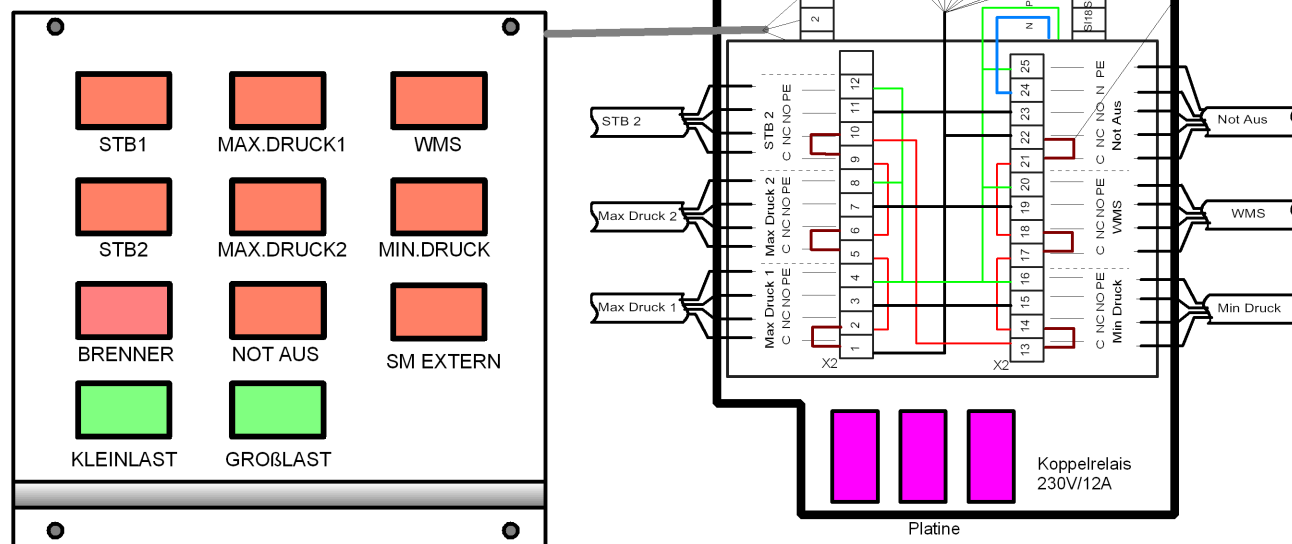 STB1
MAX.DRUCK1
WMS
STB2
MAX.DRUCK2
MIN.DRUCK
BRENNER
NOT AUS
SM EXTERN
KLEINLAST
GROßLAST
STB 2
Max Druck 2
Max Druck 1
2
P
N
SI18S
STB 2
C NC NO PE
Max Druck 2
C NC NO PE
Max Druck 1
C NC NO PE
12
11
10
9
8
7
6
5
4
3
2
1
X2
25
24
23
22
21
20
19
18
17
16
15
14
13
X2
C NC NO N PE
Not Aus
C NC NO PE
WMS
C NC NO PE
Min Druck
Not Aus
WMS
Min Druck
Koppelrelais
230V/12A
Platine